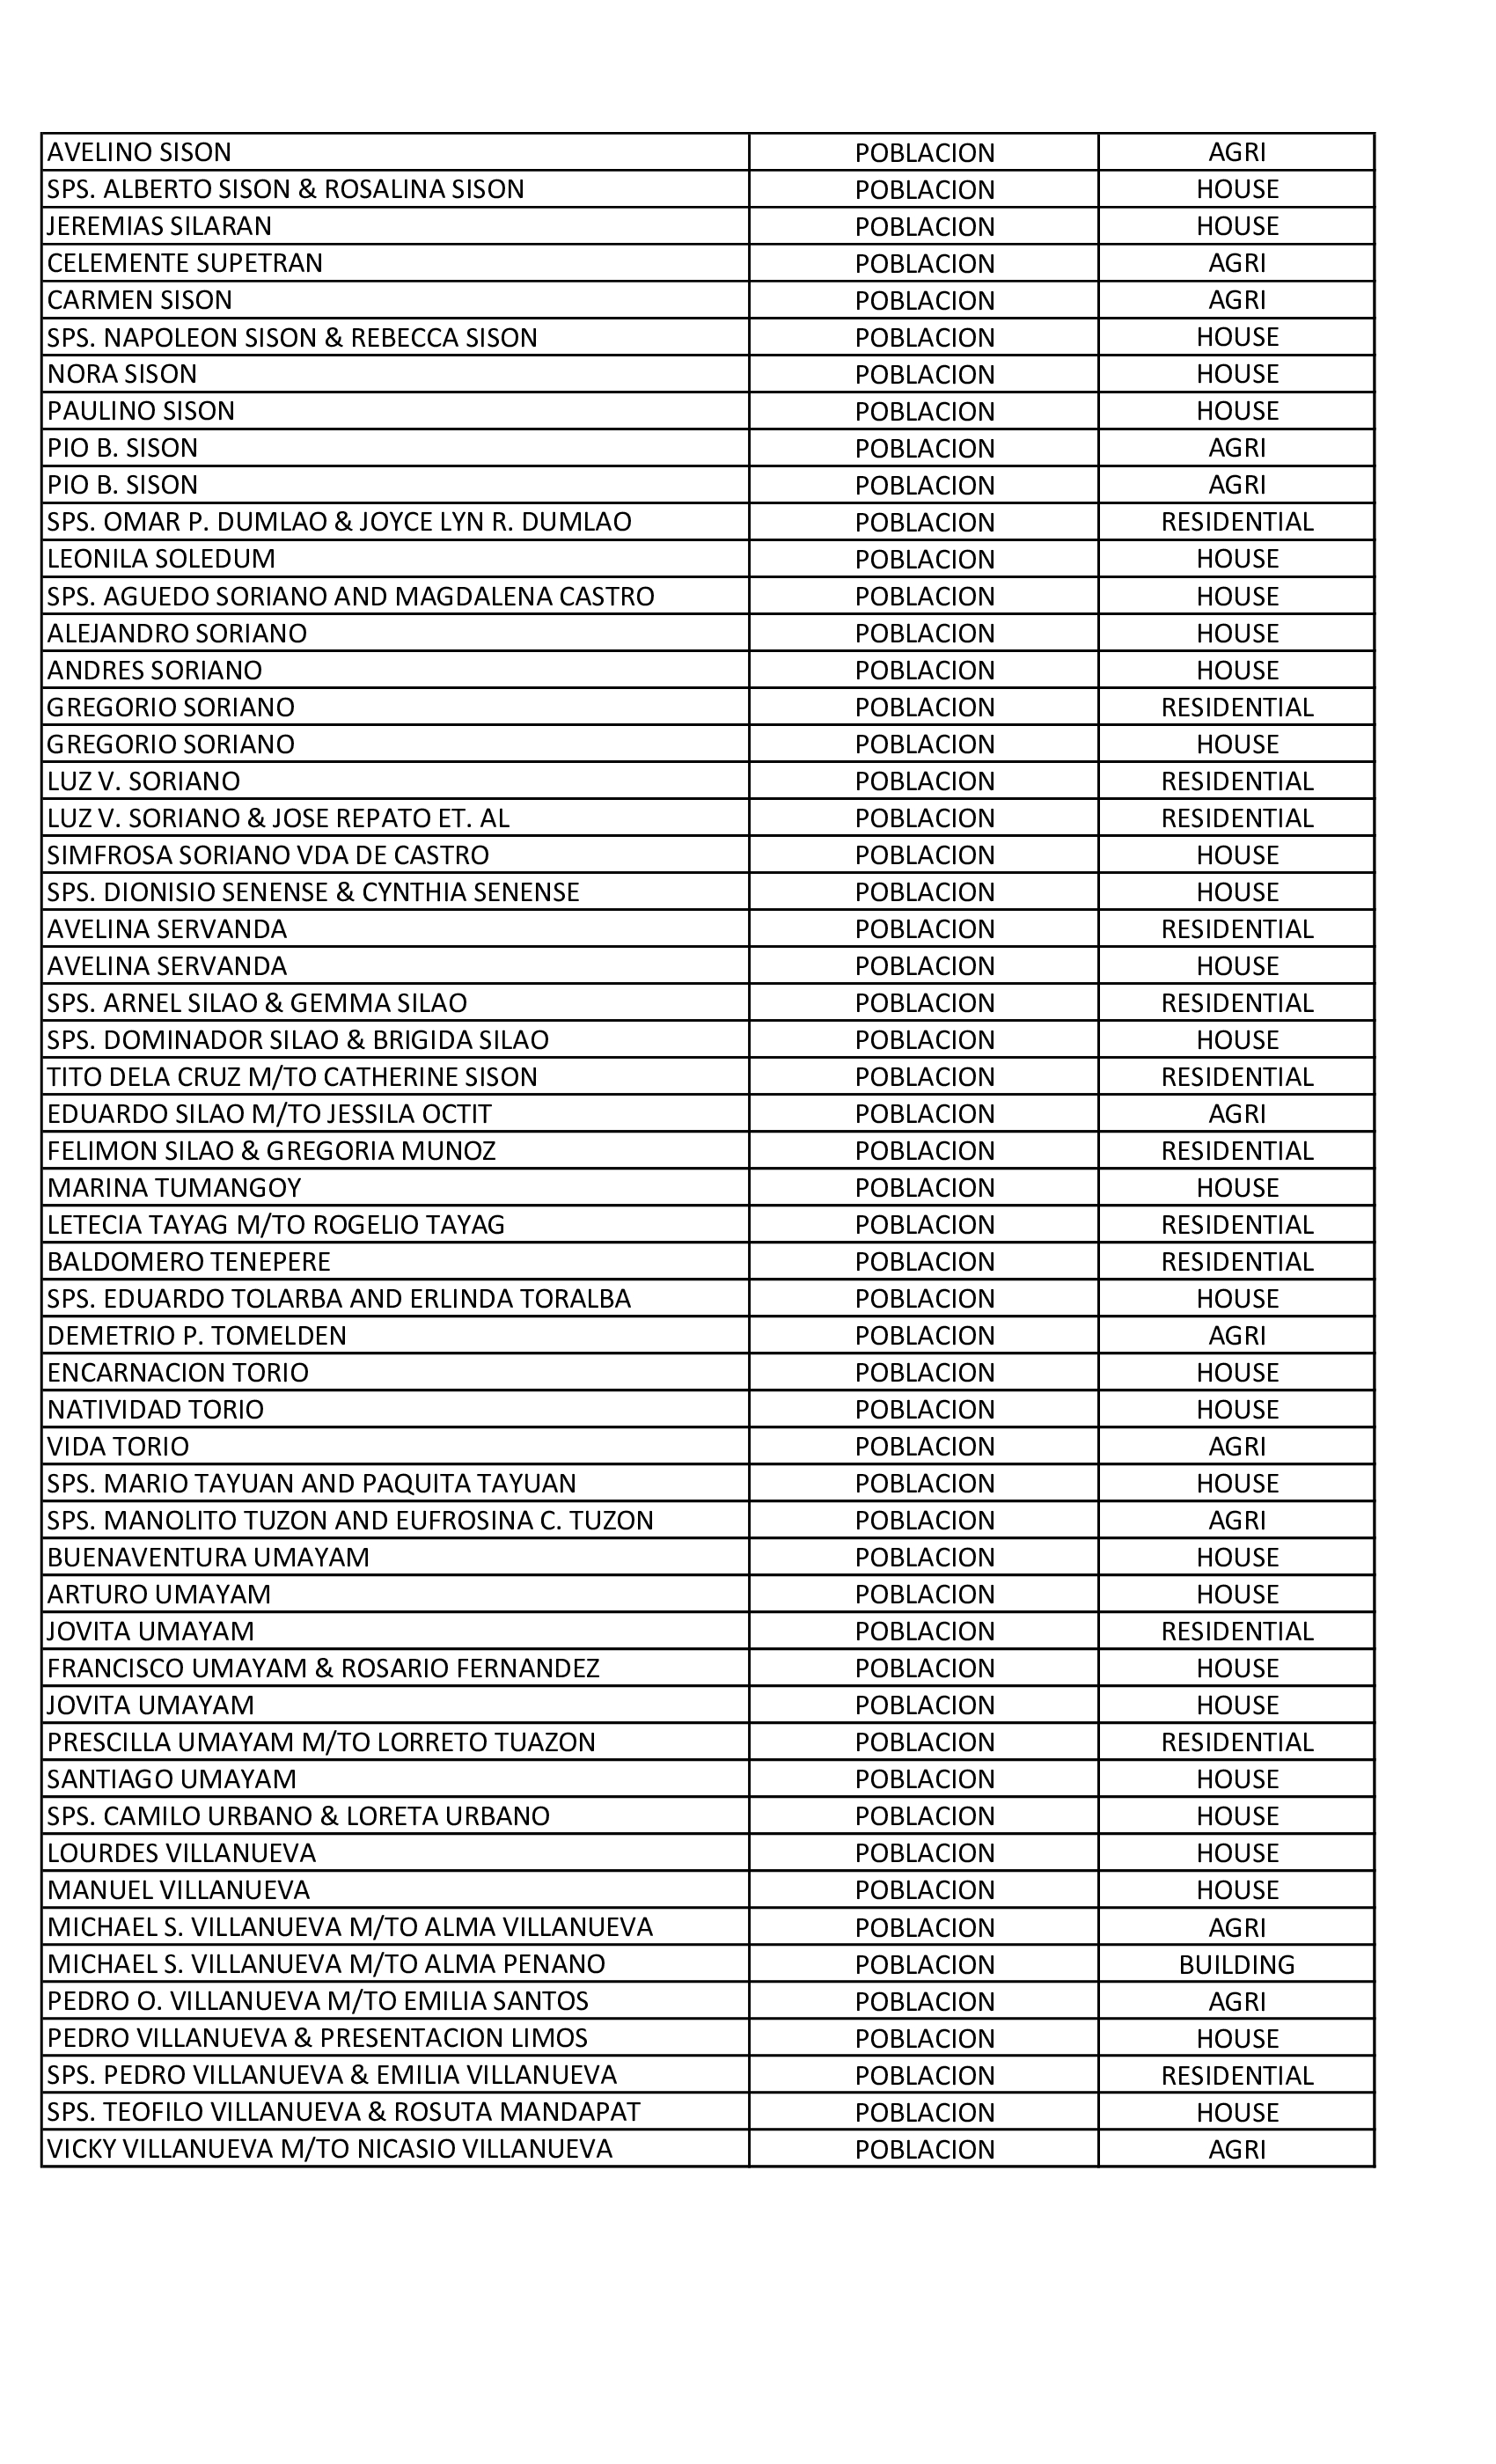 AVELINO SISON POBLACION AGRI
SPS. ALBERTO SISON & ROSALINA SISON POBLACION HOUSE
JEREMIAS SILARAN POBLACION HOUSE
CELEMENTE SUPETRAN POBLACION AGRI
CARMEN SISON POBLACION AGRI
SPS. NAPOLEON SISON & REBECCA SISON POBLACION HOUSE
NORA SISON POBLACION HOUSE
PAULINO SISON POBLACION HOUSE
PIO B. SISON POBLACION AGRI
PIO B. SISON POBLACION AGRI
SPS. OMAR P. DUMLAO & JOYCE LYN R. DUMLAO POBLACION RESIDENTIAL
LEONILA SOLEDUM POBLACION HOUSE
SPS. AGUEDO SORIANO AND MAGDALENA CASTRO POBLACION HOUSE
ALEJANDRO SORIANO POBLACION HOUSE
ANDRES SORIANO POBLACION HOUSE
GREGORIO SORIANO POBLACION RESIDENTIAL
GREGORIO SORIANO POBLACION HOUSE
LUZ V. SORIANO POBLACION RESIDENTIAL
LUZ V. SORIANO & JOSE REPATO ET. AL POBLACION RESIDENTIAL
SIMFROSA SORIANO VDA DE CASTRO POBLACION HOUSE
SPS. DIONISIO SENENSE & CYNTHIA SENENSE POBLACION HOUSE
AVELINA SERVANDA POBLACION RESIDENTIAL
AVELINA SERVANDA POBLACION HOUSE
SPS. ARNEL SILAO & GEMMA SILAO POBLACION RESIDENTIAL
SPS. DOMINADOR SILAO & BRIGIDA SILAO POBLACION HOUSE
TITO DELA CRUZ M/TO CATHERINE SISON POBLACION RESIDENTIAL
EDUARDO SILAO M/TO JESSILA OCTIT POBLACION AGRI
FELIMON SILAO & GREGORIA MUNOZ POBLACION RESIDENTIAL
MARINA TUMANGOY POBLACION HOUSE
LETECIA TAYAG M/TO ROGELIO TAYAG POBLACION RESIDENTIAL
BALDOMERO TENEPERE POBLACION RESIDENTIAL
SPS. EDUARDO TOLARBA AND ERLINDA TORALBA POBLACION HOUSE
DEMETRIO P. TOMELDEN POBLACION AGRI
ENCARNACION TORIO POBLACION HOUSE
NATIVIDAD TORIO POBLACION HOUSE
VIDA TORIO POBLACION AGRI
SPS. MARIO TAYUAN AND PAQUITA TAYUAN POBLACION HOUSE
SPS. MANOLITO TUZON AND EUFROSINA C. TUZON POBLACION AGRI
BUENAVENTURA UMAYAM POBLACION HOUSE
ARTURO UMAYAM POBLACION HOUSE
JOVITA UMAYAM POBLACION RESIDENTIAL
FRANCISCO UMAYAM & ROSARIO FERNANDEZ POBLACION HOUSE
JOVITA UMAYAM POBLACION HOUSE
PRESCILLA UMAYAM M/TO LORRETO TUAZON POBLACION RESIDENTIAL
SANTIAGO UMAYAM POBLACION HOUSE
SPS. CAMILO URBANO & LORETA URBANO POBLACION HOUSE
LOURDES VILLANUEVA POBLACION HOUSE
MANUEL VILLANUEVA POBLACION HOUSE
MICHAEL S. VILLANUEVA M/TO ALMA VILLANUEVA POBLACION AGRI
MICHAEL S. VILLANUEVA M/TO ALMA PENANO POBLACION BUILDING
PEDRO O. VILLANUEVA M/TO EMILIA SANTOS POBLACION AGRI
PEDRO VILLANUEVA & PRESENTACION LIMOS POBLACION HOUSE
SPS. PEDRO VILLANUEVA & EMILIA VILLANUEVA POBLACION RESIDENTIAL
SPS. TEOFILO VILLANUEVA & ROSUTA MANDAPAT POBLACION HOUSE
VICKY VILLANUEVA M/TO NICASIO VILLANUEVA POBLACION AGRI